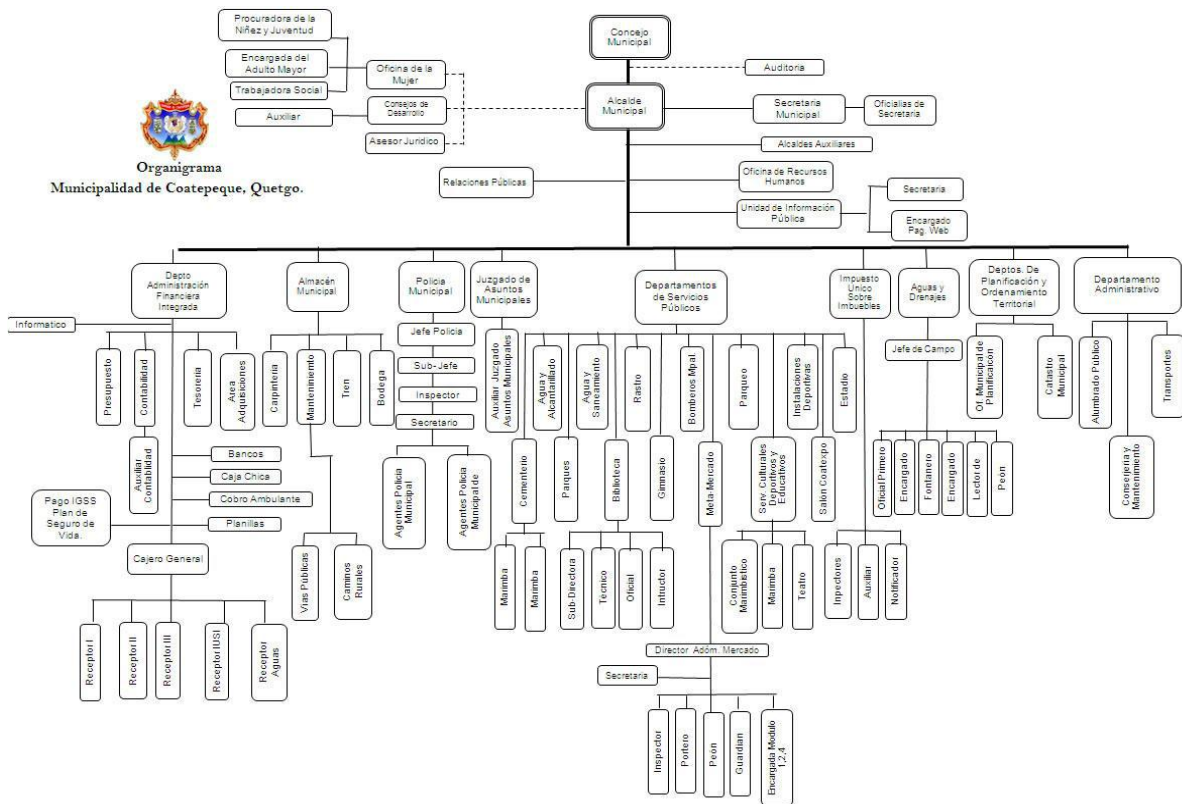 Procuradora de la
Niñez y Juventud
Encargada del
Adulto Mayor
Trabajadora Social
Auxiliar
Oficina de la
Mujer
Consejos de
Desarrollo
Asesor Juridico
Concejo
Municipal
Auditoria
Alcalde
Municipal
Secretaria
Municipal
Oficialias de
Secretaria
Alcaldes Auxiliares
Organigrama
Municipalidad de Coatepeque, Quetgo.
Relaciones Públicas
Oficina de Recursos
Humanos
Unidad de Información
Pública
Secretaria
Encargado
Pag. Web
Depto
Administración
Financiera
Integrada
Almacén
Municipal
Policia
Municipal
Juzgado de
Asuntos
Municipales
Departamentos
de Servicios
Públicos
Impuesto
Unico
Sobre
Imbuebles
Aguas y
Drenajes
Deptos. De
Planificación y
Ordenamiento
Territorial
Departamento
Administrativo
Informatico
Presupuesto
Contabilidad
Tesoreria
Area
Adquisiciones
Auxiliar
Contabilidad
Bancos
Caja Chica
Cobro Ambulante
Planillas
Pago IGSS
Plan de
Seguro de
Vida.
Cajero General
Receptor I
Receptor II
Receptor III
Receptor IUSI
Receptor
Aguas
Carpinteria
Mantenimiento
Tren
Bodega
Vias Públicas
Caminos
Rurales
Jefe Policia
Sub-Jefe
Inspector
Secretario
Agentes Policia
Municipal
Agentes Policia
Municipal de
Auxiliar Juzgado
Asuntos Municipales
Cementerio
Agua y
Alcantarillado
Parques
Agua y
Saneamiento
Biblioteca
Rastro
Gimnasio
Bomberos Mpal.
Meta-Mercado
Parqueo
Serv. Culturales
Deportivos y
Educativos
Instalaciones
Deportivas
Salón Coatexpo
Estadio
Marimba
Marimba
Sub-Directora
Técnico
Oficial
Intructor
Conjunto
Marimbistico
Marimba
Teatro
Director Adóm. Mercado
Secretaria
Inspector
Portero
Peón
Guardian
Encargada Modulo
1,2,4
Inpectores
Auxiliar
Notificador
Jefe de Campo
Oficial Primero
Encargado
Fontanero
Encargado
Lector de
Peón
Of. Municipal de
Planificaicón
Catastro
Municipal
Alumbrado Público
Transportes
Conserjeria y
Mantenimiento